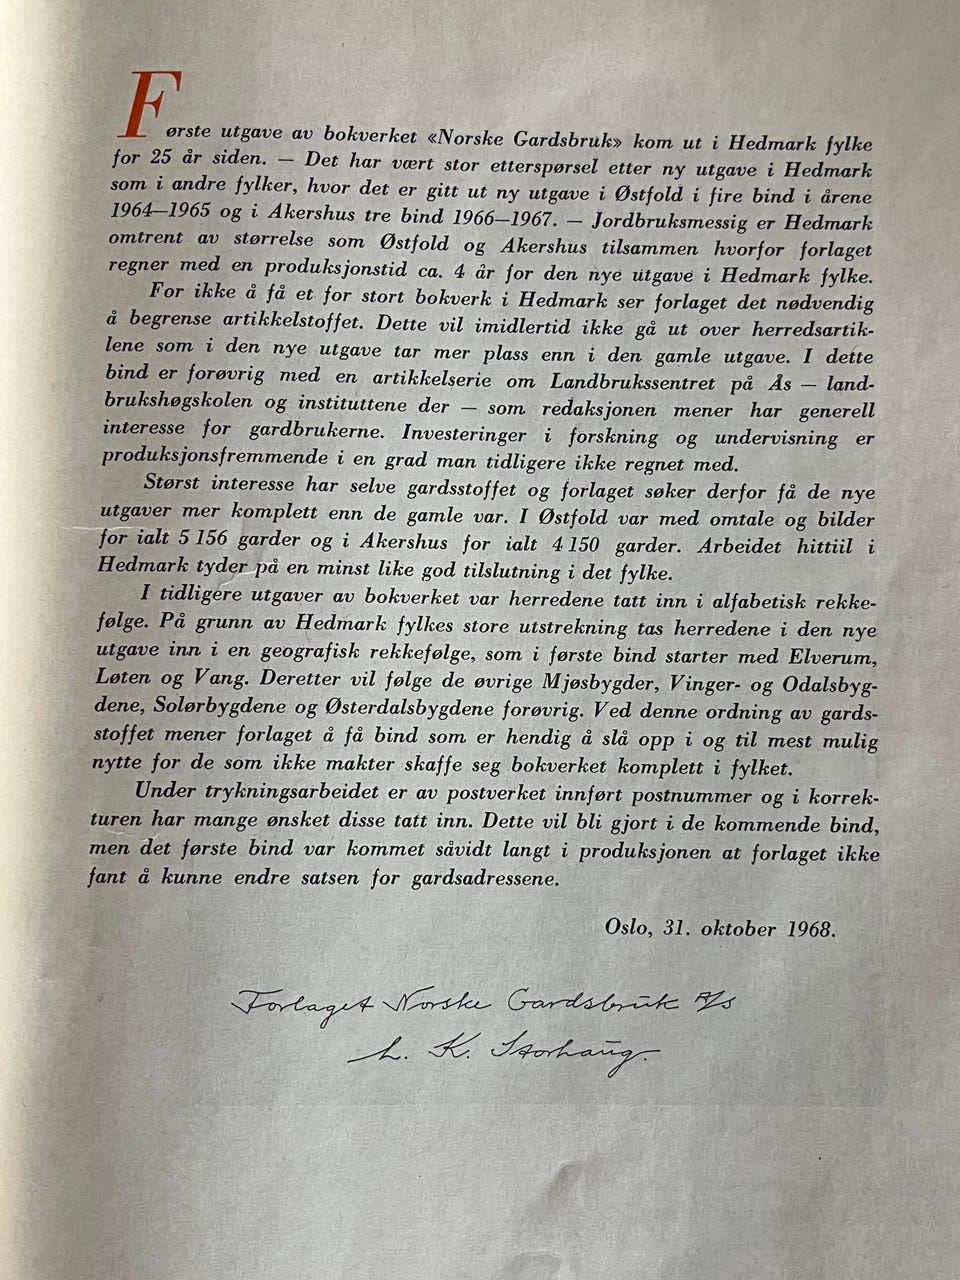 Første utgave av bokverket «Norske Gardsbruk» kom ut i Hedmark fylke
for 25 år siden. — Det har vært stor etterspørsel etter ny utgave i Hedmark
som i andre fylker, hvor det er gitt ut ny utgave i Østfold i fire bind i årene
1964—1965 og i Akershus tre bind 1966—1967. — Jordbruksmessig er Hedmark
omtrent av størrelse som Østfold og Akershus tilsammen hvorfor forlaget
regner med en produksjonstid ca. 4 år for den nye utgave i Hedmark fylke.
For ikke å få et for stort bokverk i Hedmark ser forlaget det nødvendig
å begrense artikkelstoffet. Dette vil imidlertid ikke gå ut over herredsartik-
lene som i den nye utgave tar mer plass enn i den gamle utgave. I dette
bind er forøvrig med en artikkelserie om Landbrukssentret på Ås — land-
brukshøgskolen og instituttene der — som redaksjonen mener har generell
interesse for gardbrukerne. Investeringer i forskning og undervisning er
produksjonsfremmende i en grad man tidligere ikke regnet med.
Størst interesse har selve gardsstoffet og forlaget søker derfor få de nye
utgaver mer komplett enn de gamle var. I Østfold var med omtale og bilder
for ialt 5 156 garder og i Akershus for ialt 4 150 garder. Arbeidet hittiil i
Hedmark tyder på en minst like god tilslutning i det fylke.
I tidligere utgaver av bokverket var herredene tatt inn i alfabetisk rekke-
følge. På grunn av Hedmark fylkes store utstrekning tas herredene i den nye
utgave inn i en geografisk rekkefølge, som i første bind starter med Elverum,
Løten og Vang. Deretter vil følge de øvrige Mjøsbygder, Vinger- og Odalsbyg-
dene, Solørbygdene og Østerdalsbygdene forøvrig. Ved denne ordning av gards-
stoffet mener forlaget å få bind som er hendig å slå opp i og til mest mulig
nytte for de som ikke makter skaffe seg bokverket komplett i fylket.
Under trykningsarbeidet er av postverket innført postnummer og i korrek-
turen har mange ønsket disse tatt inn. Dette vil bli gjort i de kommende bind,
men det første bind var kommet såvidt langt i produksjonen at forlaget ikke
fant å kunne endre satsen for gardsadressene.
Oslo, 31. oktober 1968.
Forlaget Norske Gardsbruk A/S
L. K. Storhaug.